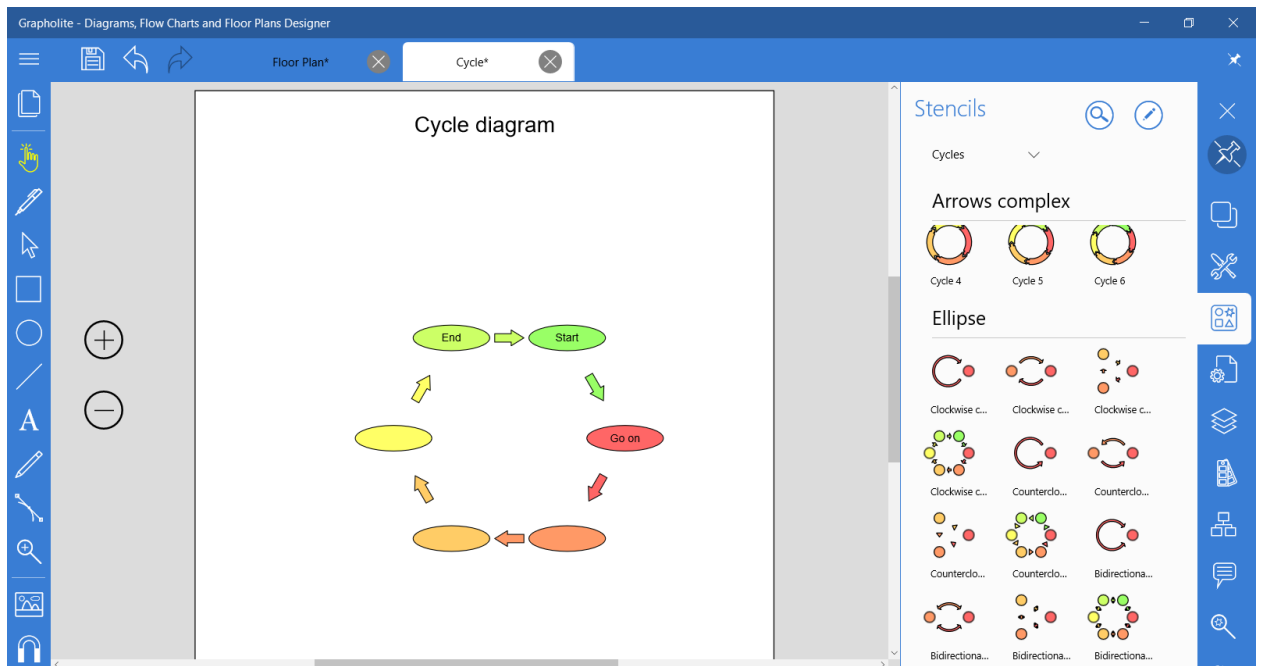 Grapholite - Diagrams, Flow Charts and Floor Plans Designer
Floor Plan*
Cycle*
Cycle diagram
End
Start
Go on
A
Stencils
Cycles
Arrows complex
Cycle 4
Cycle 5
Cycle 6
Ellipse
Clockwise c...
Clockwise c...
Clockwise c...
Clockwise c...
Counterclo...
Counterclo...
Counterclo...
Counterclo...
Bidirectiona...
Bidirectiona...
Bidirectiona...
Bidirectiona...